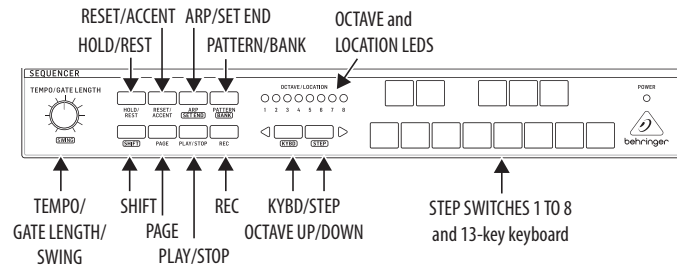 RESET/ACCENT
ARP/SET END
OCTAVE and
LOCATION LEDS
HOLD/REST
PATTERN/BANK
SEQUENCER
TEMPO/GATE LENGTH
OCTAVE/LOCATION
POWER
1 2 3 4 5 6 7 8
HOLD/
REST
RESET/
ACCENT
ARP
SET END
PATTERN
BANK
SWING
SHIFT
PAGE
PLAY/STOP
REC
KYBD
STEP
behringer
TEMPO/
GATE LENGTH/
SWING
SHIFT
PAGE
PLAY/STOP
REC
KYBD/STEP
OCTAVE UP/DOWN
STEP SWITCHES 1 TO 8
and 13-key keyboard